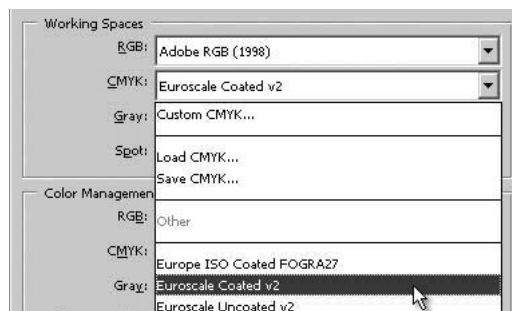 Working Spaces
RGB: Adobe RGB (1998)
CMYK: Euroscale Coated v2
Gray: Custom CMYK...
Spot: Load CMYK...
Save CMYK...
Color Managemen
RGB: Other
CMYK: Europe ISO Coated FOGRA27
Gray: Euroscale Coated v2
Euroscale Uncoated v2